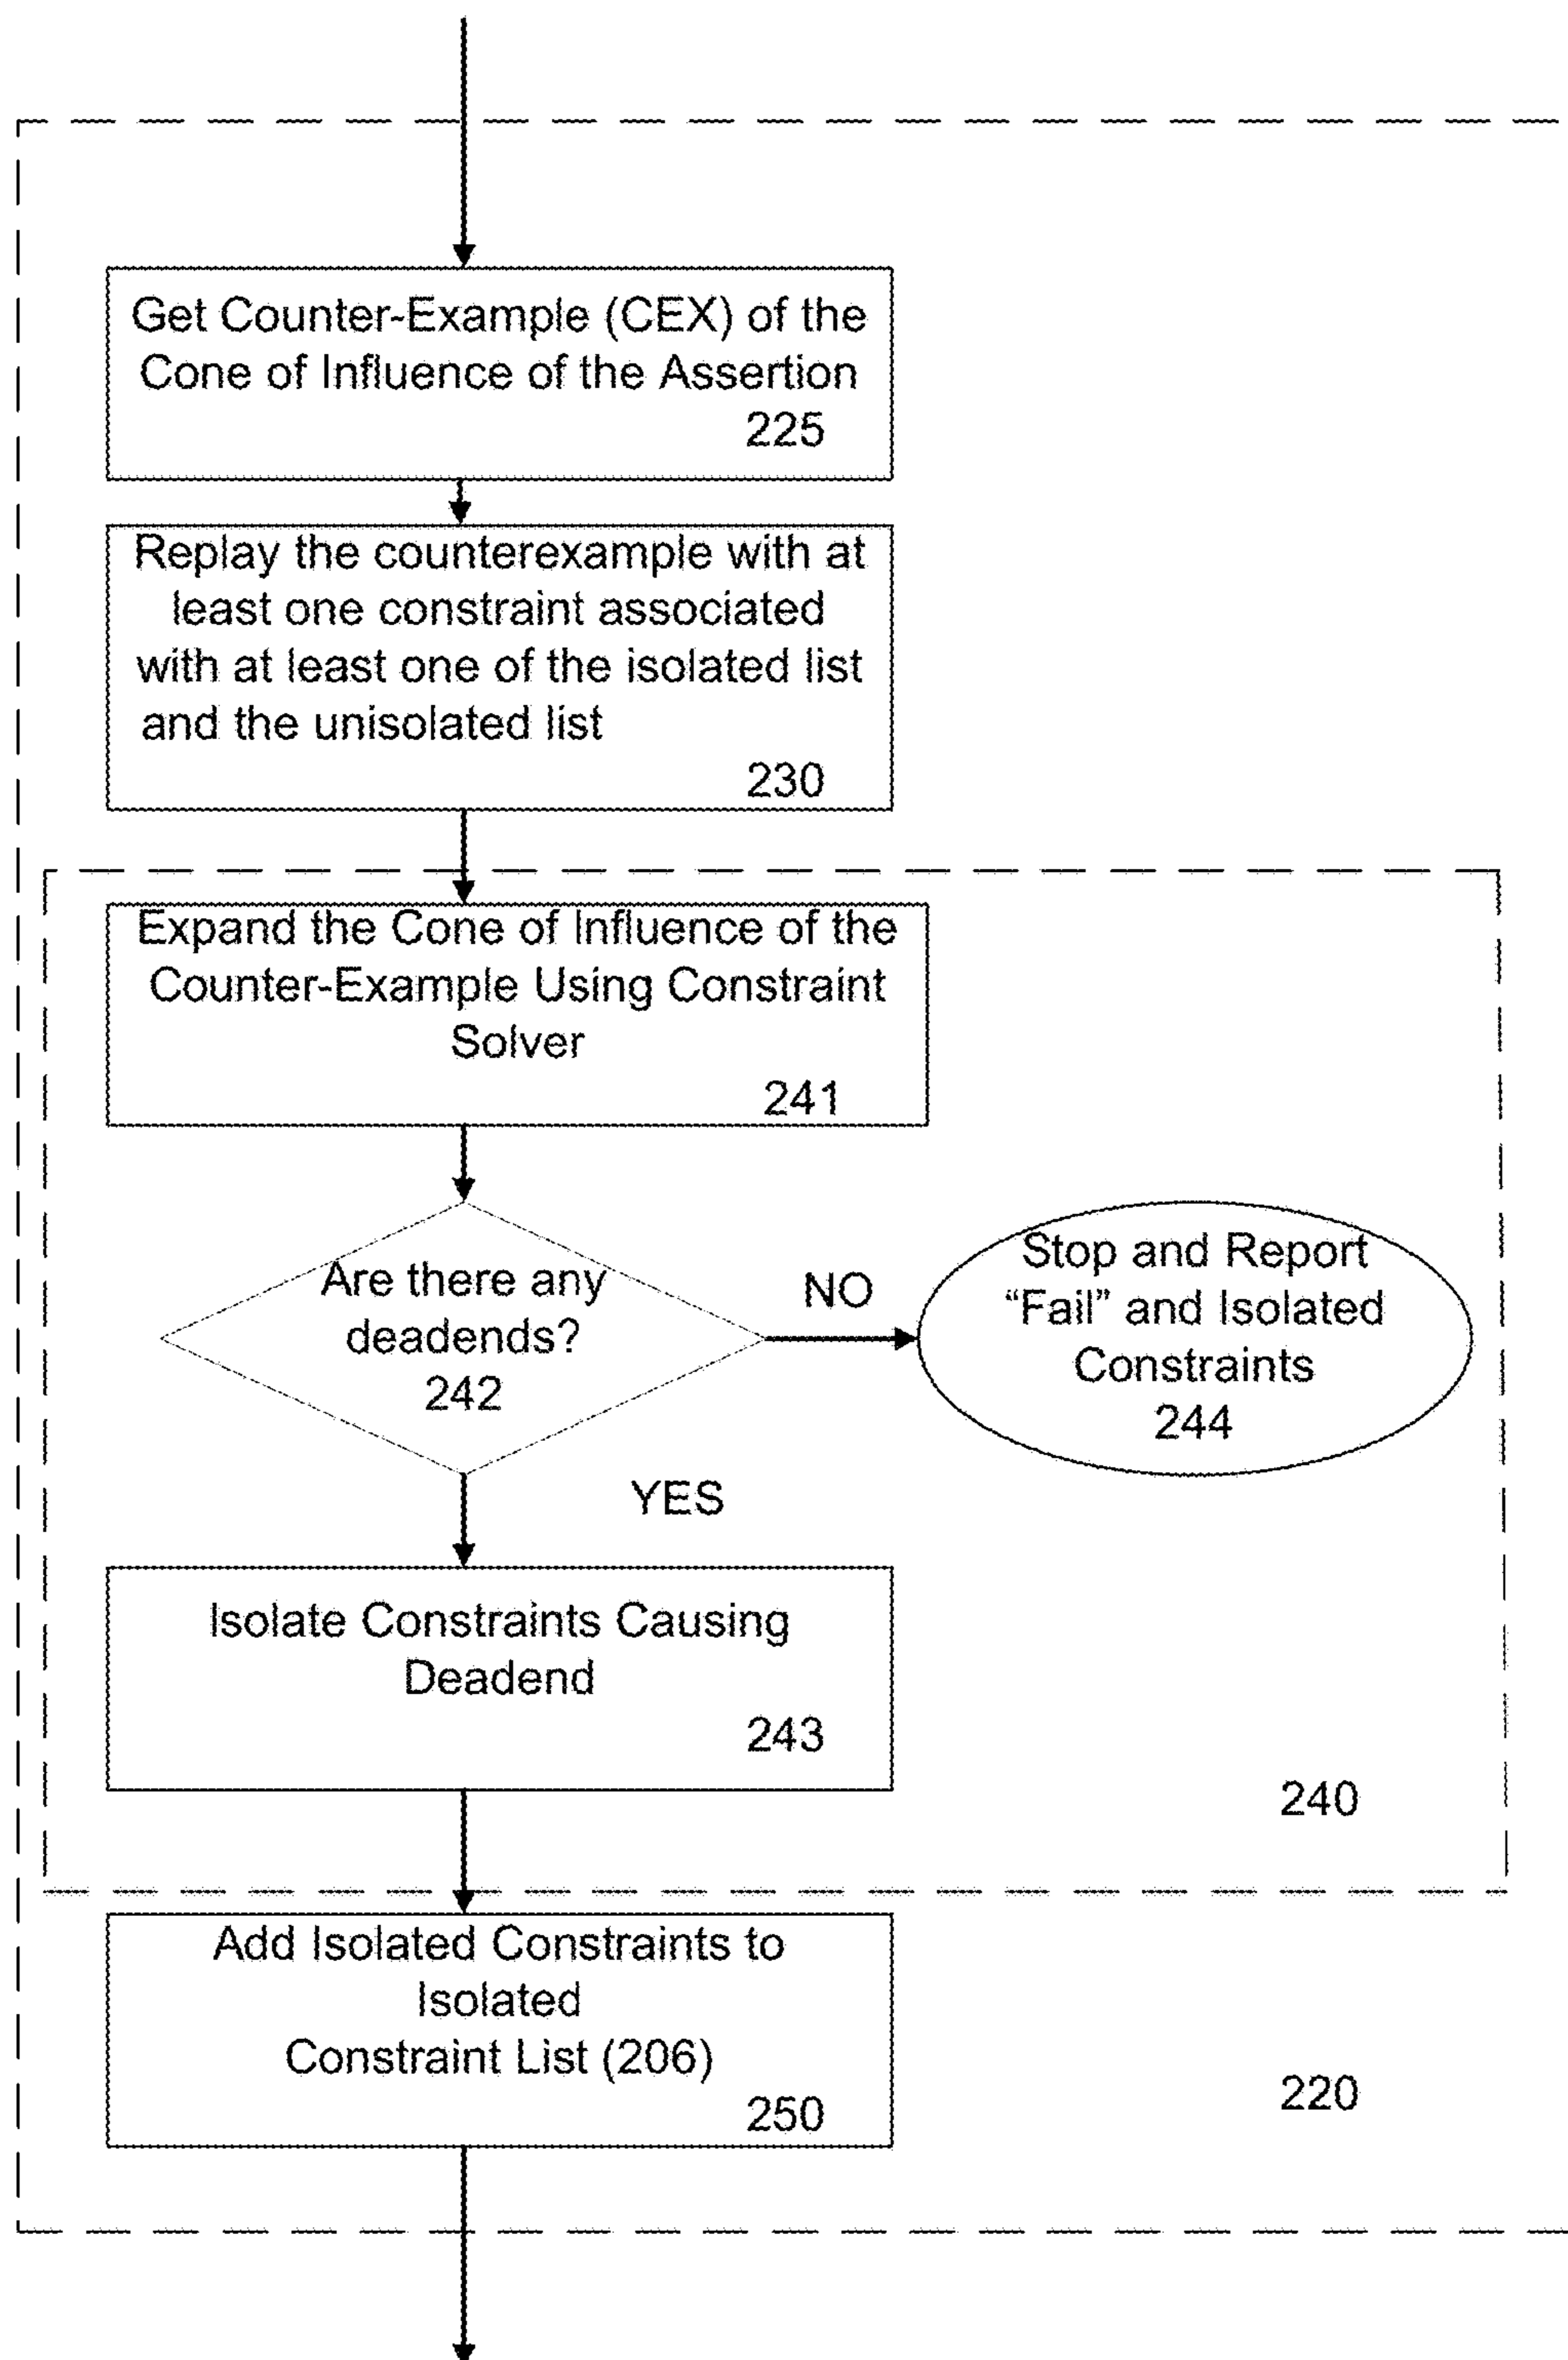 Get Counter-Example (CEX) of the
Cone of Influence of the Assertion
225
Replay the counterexample with at
least one constraint associated
with at least one of the isolated list
and the unisolated list
230
Expand the Cone of Influence of the
Counter-Example Using Constraint
Solver
241
Are there any
deadends?
242
NO
Stop and Report
“Fail” and Isolated
Constraints
244
YES
Isolate Constraints Causing
Deadend
243
240
Add Isolated Constraints to
Isolated
Constraint List (206)
250
220